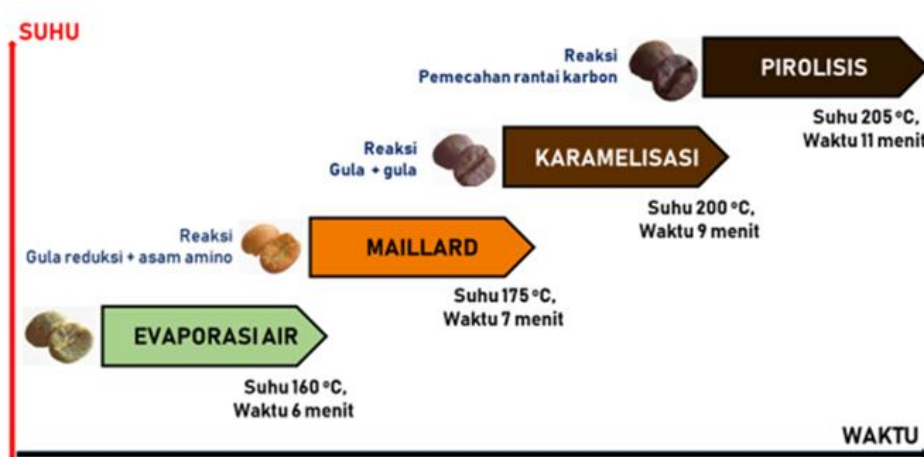 SUHU
Reaksi
Pemecahan rantai karbon
PIROLISIS
Suhu 205 °C,
Waktu 11 menit
Reaksi
Gula + gula
KARAMELISASI
Suhu 200 °C,
Waktu 9 menit
Reaksi
Gula reduksi + asam amino
MAILLARD
Suhu 175 °C,
Waktu 7 menit
EVAPORASI AIR
Suhu 160 °C,
Waktu 6 menit
WAKTU